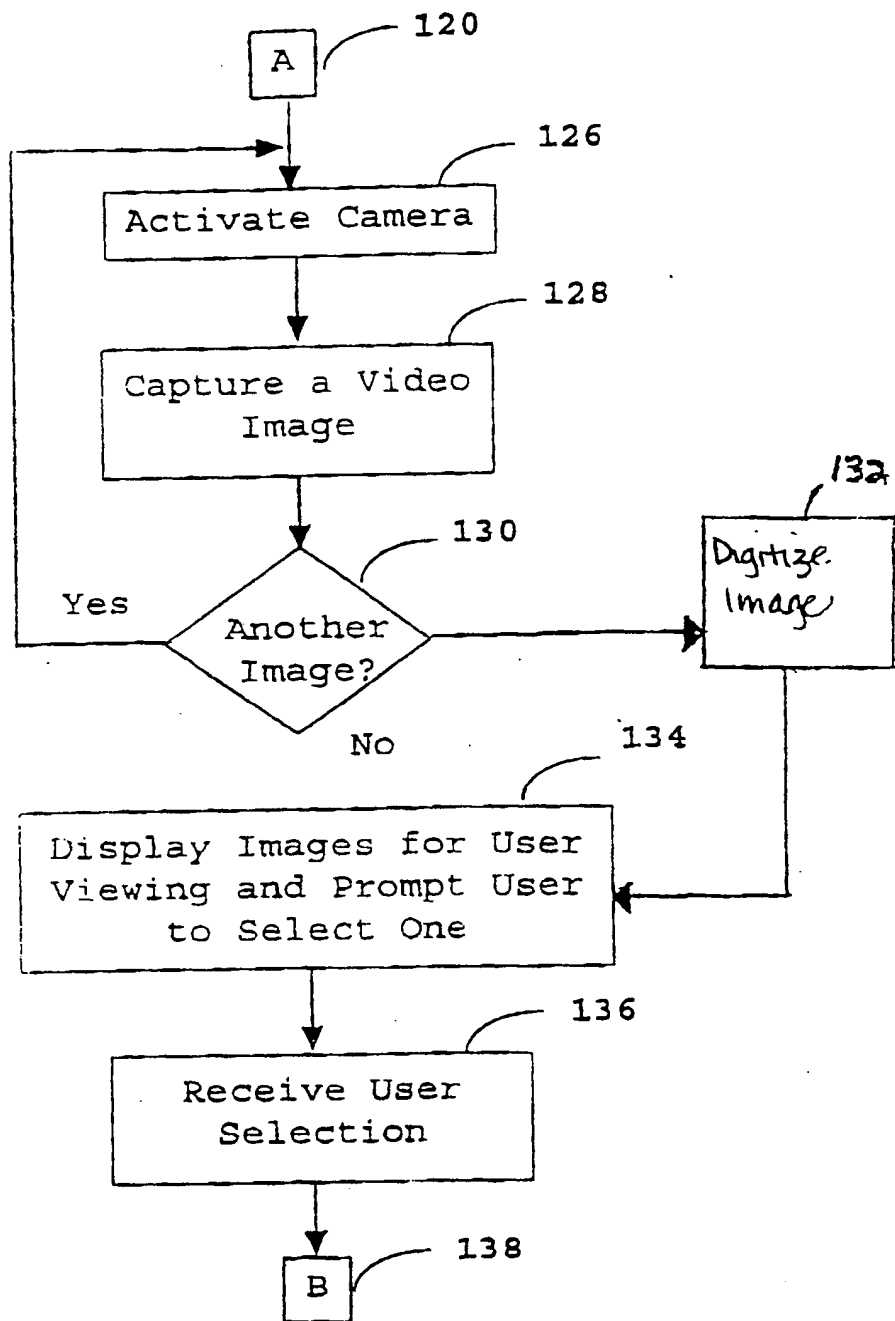 120
A
126
Activate Camera
128
Capture a Video
Image
130
132
Digitize
Image
Yes
Another
Image?
No
134
Display Images for User
Viewing and Prompt User
to Select One
136
Receive User
Selection
138
B